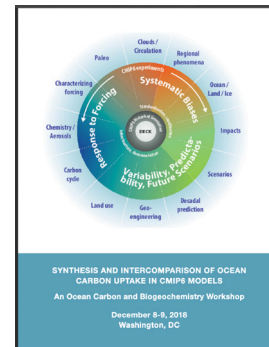 Clouds /
Circulation
Regional
phenomena
Ocean /
Land / Ice
Impacts
Scenarios
Decadal
prediction
Geo-
engineering
Land use
Carbon
cycle
Chemistry /
Aerosols
Characterizing
forcing
Paleo
CMIP6 experiments
Systematic Biases
Variability, Predicta-
bility, Future Scenarios
Response to Forcing
DECK
SYNTHESIS AND INTERCOMPARISON OF OCEAN
CARBON UPTAKE IN CMIP6 MODELS
An Ocean Carbon and Biogeochemistry Workshop
December 8-9, 2018
Washington, DC